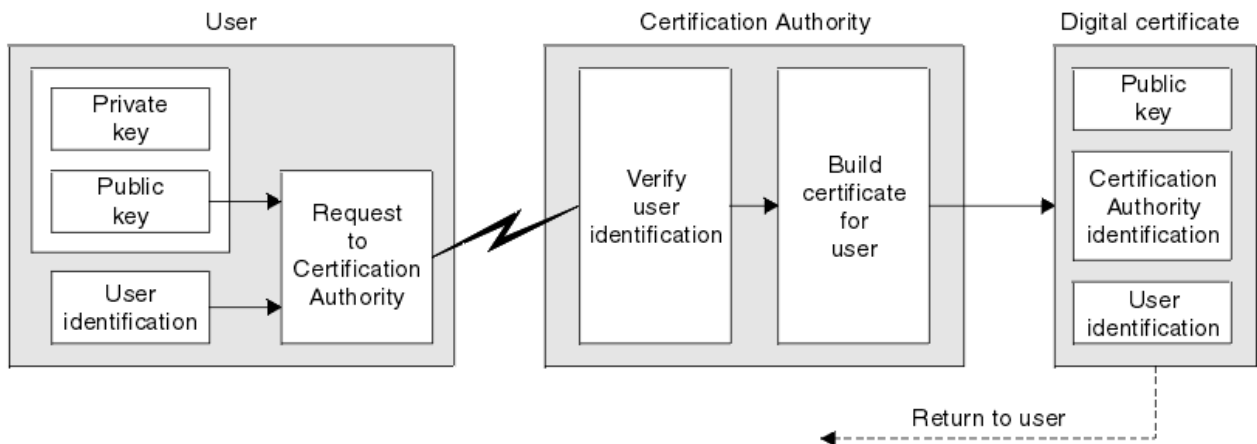 User
Private
key
Public
key
User
identification
Request
to
Certification
Authority
Certification Authority
Verify
user
identification
Build
certificate
for
user
Digital certificate
Public
key
Certification
Authority
identification
User
identification
Return to user